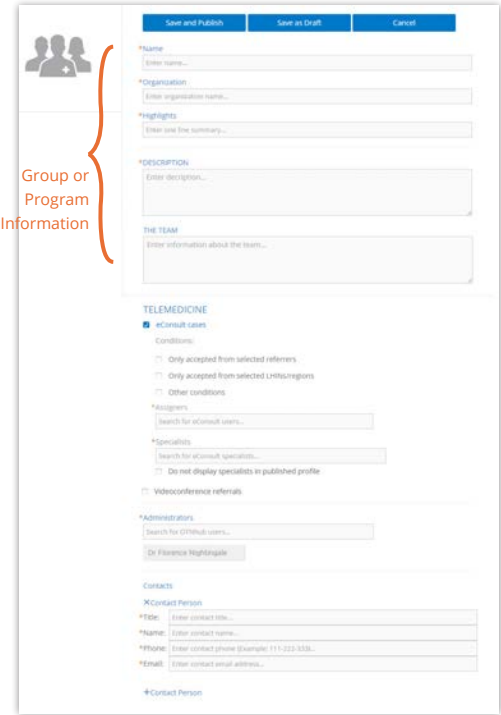 Save and Publish Save as Draft Cancel
*Name
Enter name...
*Organization
Enter organization name...
*Highlights
Enter one line summary...
*DESCRIPTION
Enter decription...
Group or
Program
Information
THE TEAM
Enter information about the team...
TELEMEDICINE
eConsult cases
Conditions:
Only accepted from selected referrers
Only accepted from selected LHINs/regions
Other conditions
*Assigners
Search for eConsult users...
*Specialists
Search for eConsult specialists...
Do not display specialists in published profile
Videoconference referrals
*Administrators
Search for OTNhub users...
Dr Florence Nightingale
Contacts
✕Contact Person
*Title: Enter contact title...
*Name: Enter contact name...
*Phone: Enter contact phone (Example: 111-222-333)...
*Email: Enter contact email address...
+Contact Person